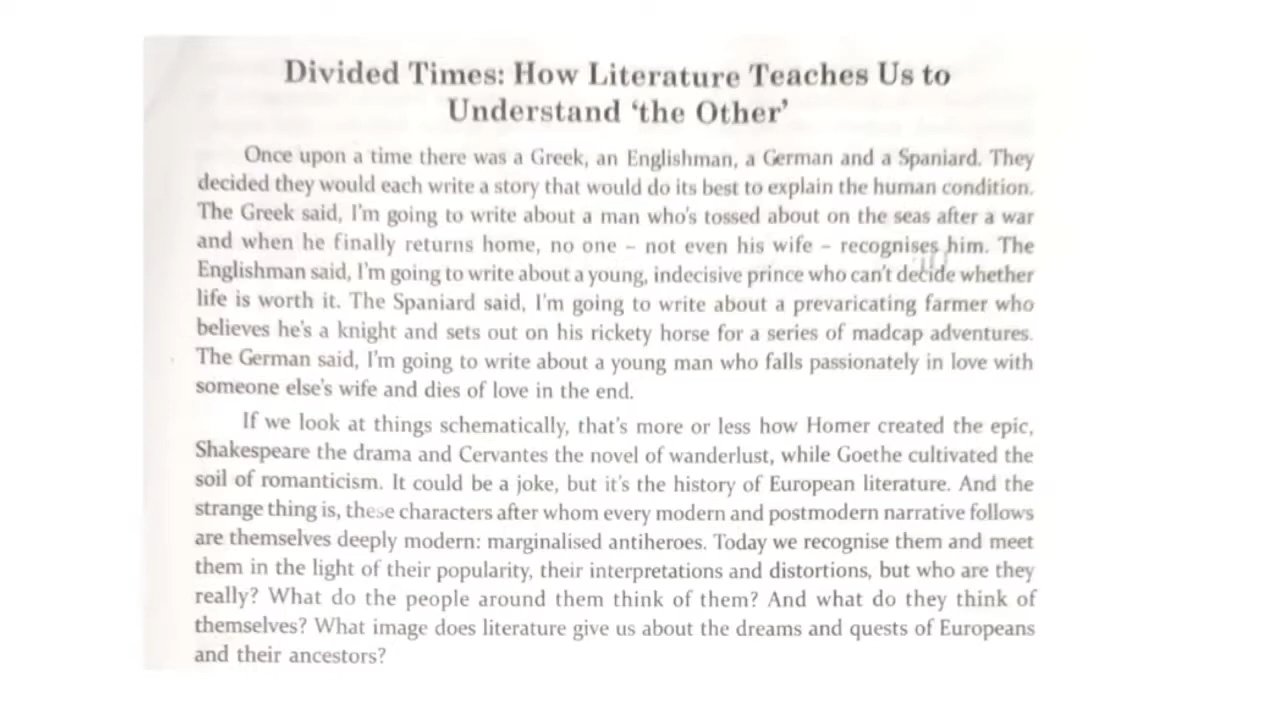 Divided Times: How Literature Teaches Us to
Understand ‘the Other’
Once upon a time there was a Greek, an Englishman, a German and a Spaniard. They
decided they would each write a story that would do its best to explain the human condition.
The Greek said, I'm going to write about a man who's tossed about on the seas after a war
and when he finally returns home, no one – not even his wife – recognises him. The
Englishman said, I'm going to write about a young, indecisive prince who can't decide whether
life is worth it. The Spaniard said, I'm going to write about a prevaricating farmer who
believes he's a knight and sets out on his rickety horse for a series of madcap adventures.
The German said, I'm going to write about a young man who falls passionately in love with
someone else's wife and dies of love in the end.
If we look at things schematically, that's more or less how Homer created the epic,
Shakespeare the drama and Cervantes the novel of wanderlust, while Goethe cultivated the
soil of romanticism. It could be a joke, but it's the history of European literature. And the
strange thing is, these characters after whom every modern and postmodern narrative follows
are themselves deeply modern: marginalised antiheroes. Today we recognise them and meet
them in the light of their popularity, their interpretations and distortions, but who are they
really? What do the people around them think of them? And what do they think of
themselves? What image does literature give us about the dreams and quests of Europeans
and their ancestors?